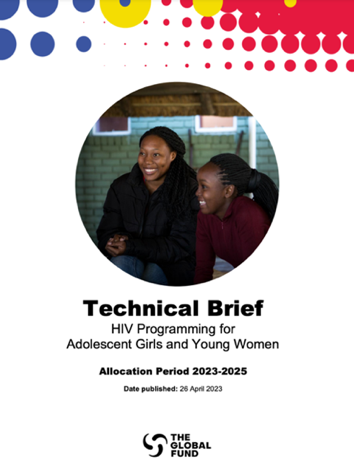 Technical Brief
HIV Programming for
Adolescent Girls and Young Women
Allocation Period 2023-2025
Date published: 26 April 2023
THE
GLOBAL
FUND